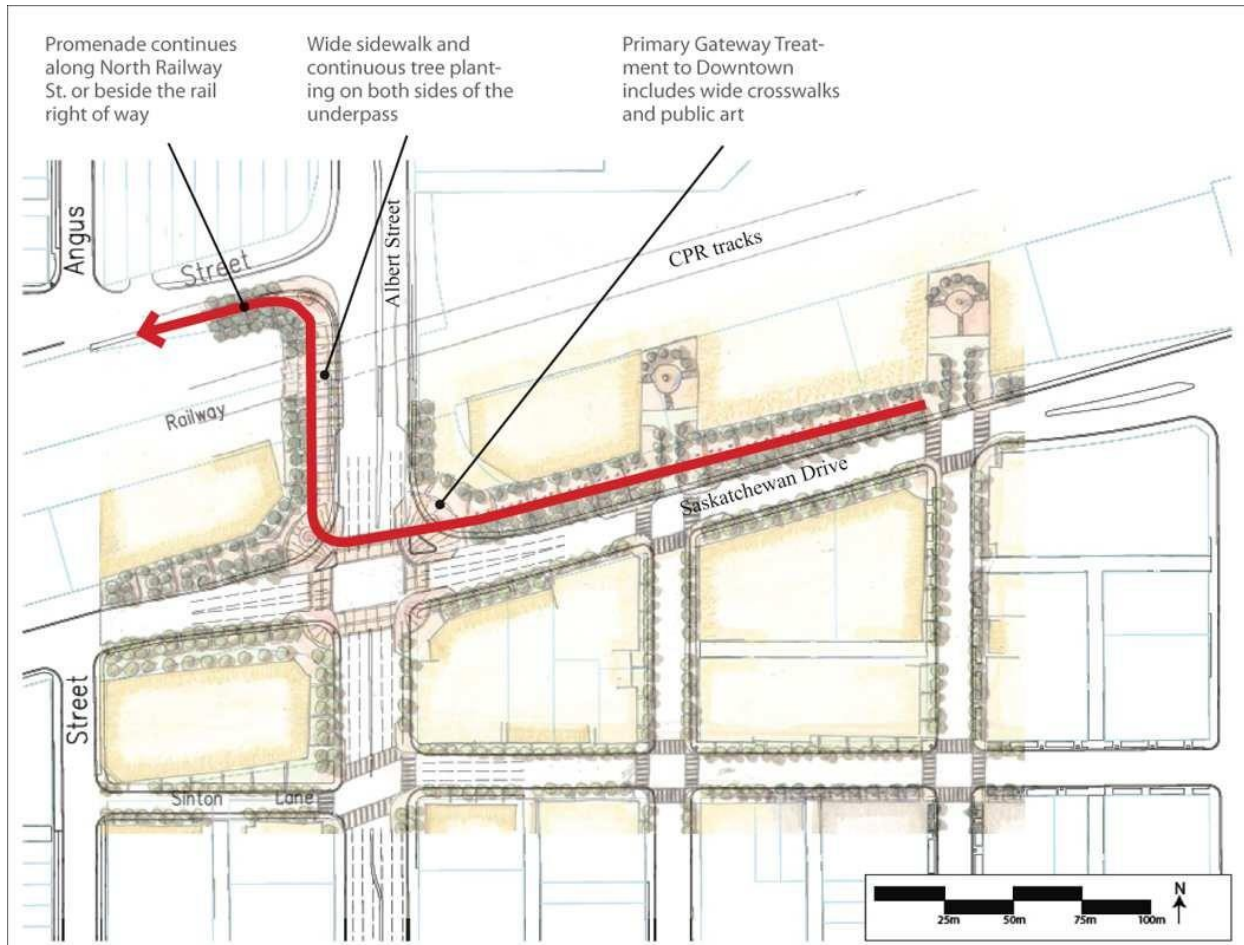 Promenade continues
along North Railway
St. or beside the rail
right of way
Wide sidewalk and
continuous tree plant-
ing on both sides of the
underpass
Primary Gateway Treat-
ment to Downtown
includes wide crosswalks
and public art
Angus
Street
Albert Street
CPR tracks
Railway
Saskatchewan Drive
Street
Sinton Lane
25m 50m 75m 100m
N